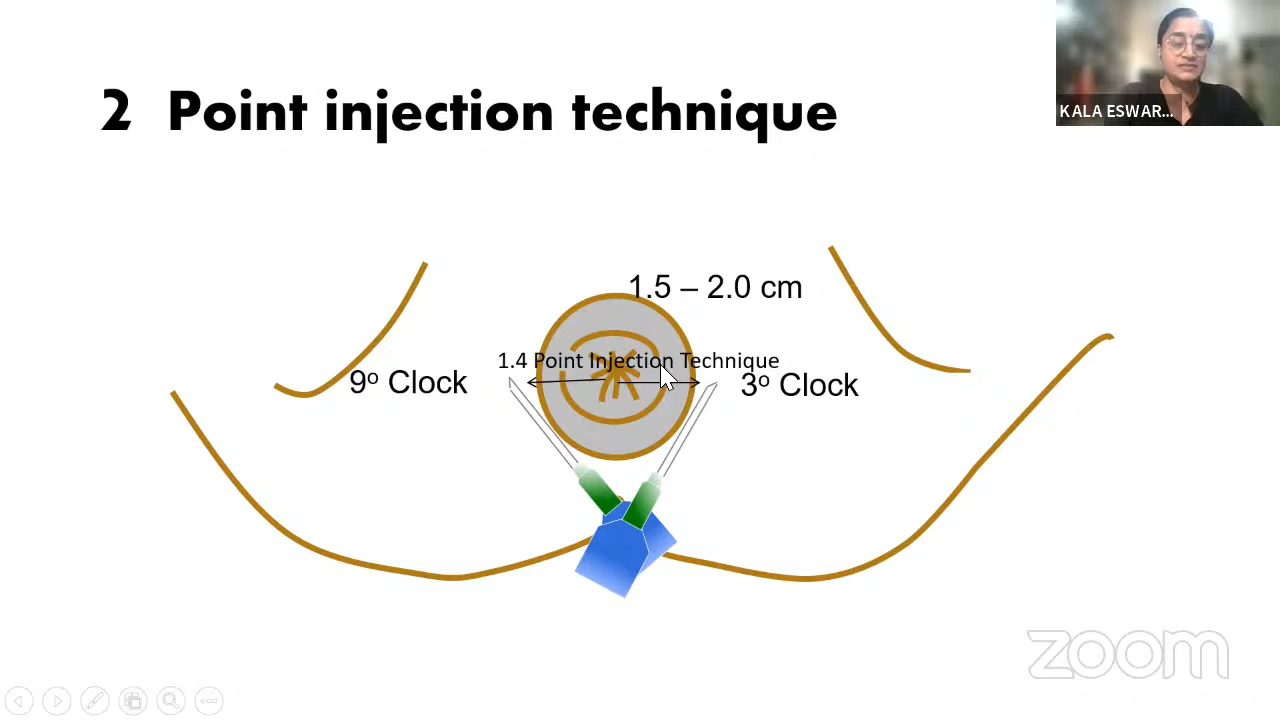 2 Point injection technique
KALA ESWAR...
1.5 – 2.0 cm
1.4 Point Injection Technique
9º Clock
3º Clock
zoom